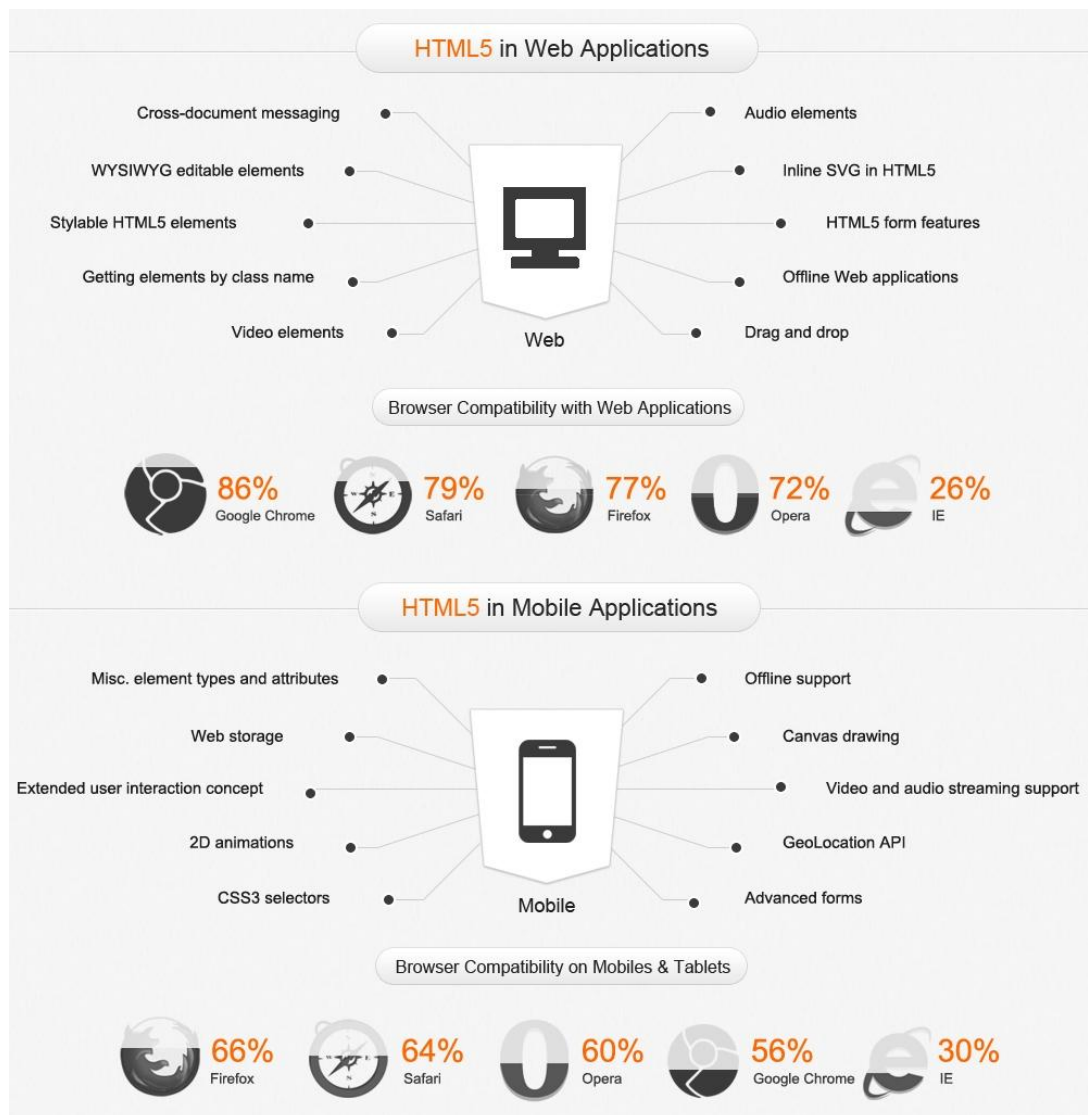 HTML5 in Web Applications
Cross-document messaging
Audio elements
WYSIWYG editable elements
Inline SVG in HTML5
Stylable HTML5 elements
HTML5 form features
Getting elements by class name
Offline Web applications
Video elements
Drag and drop
Web
Browser Compatibility with Web Applications
86%
Google Chrome
79%
Safari
77%
Firefox
72%
Opera
26%
IE
HTML5 in Mobile Applications
Misc. element types and attributes
Offline support
Web storage
Canvas drawing
Extended user interaction concept
Video and audio streaming support
2D animations
GeoLocation API
CSS3 selectors
Advanced forms
Mobile
Browser Compatibility on Mobiles & Tablets
66%
Firefox
64%
Safari
60%
Opera
56%
Google Chrome
30%
IE